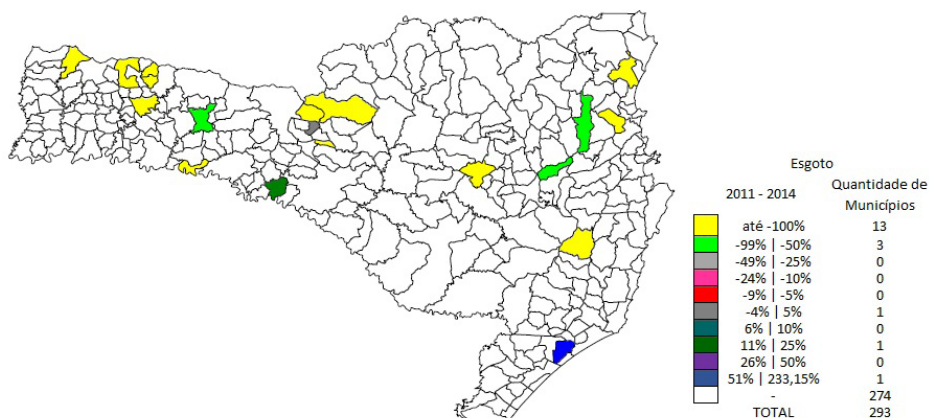 Esgoto
2011 - 2014 Quantidade de Municípios
até -100% 13
-99% | -50% 3
-49% | -25% 0
-24% | -10% 0
-9% | -5% 0
-4% | 5% 1
6% | 10% 0
11% | 25% 1
26% | 50% 0
51% | 233,15% 1
- 274
TOTAL 293